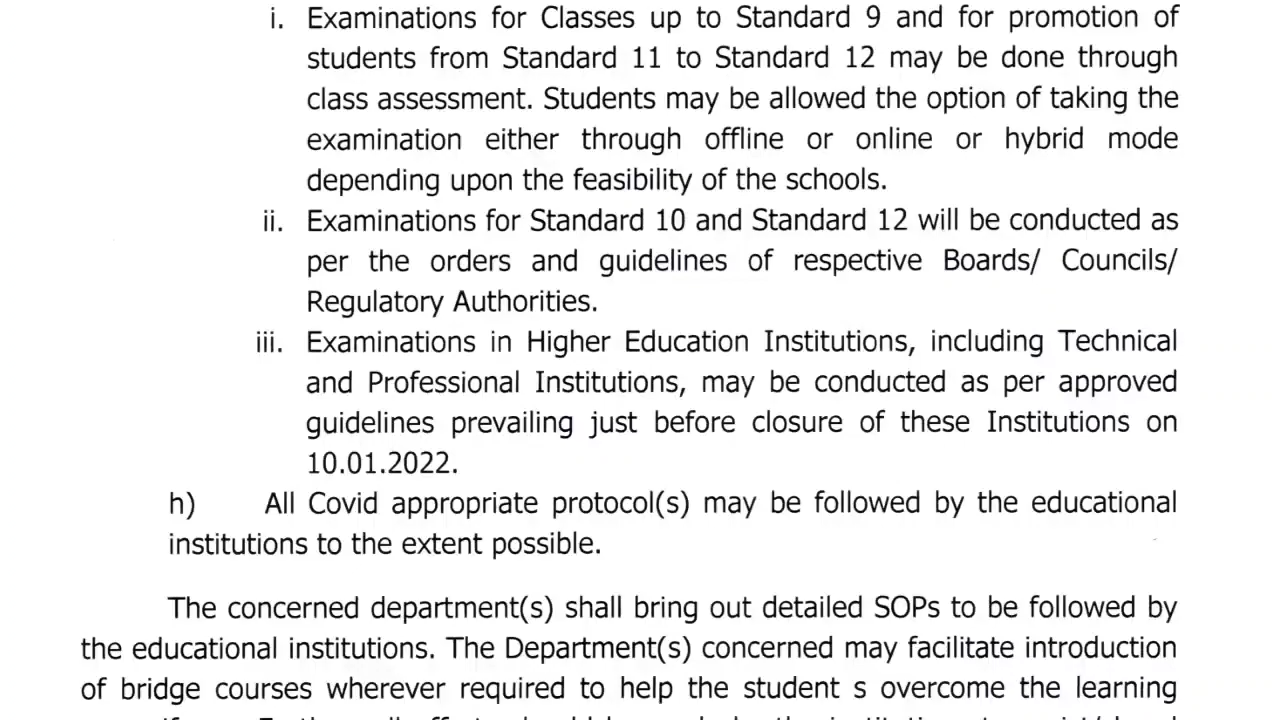 i. Examinations for Classes up to Standard 9 and for promotion of
students from Standard 11 to Standard 12 may be done through
class assessment. Students may be allowed the option of taking the
examination either through offline or online or hybrid mode
depending upon the feasibility of the schools.
ii. Examinations for Standard 10 and Standard 12 will be conducted as
per the orders and guidelines of respective Boards/ Councils/
Regulatory Authorities.
iii. Examinations in Higher Education Institutions, including Technical
and Professional Institutions, may be conducted as per approved
guidelines prevailing just before closure of these Institutions on
10.01.2022.
h) All Covid appropriate protocol(s) may be followed by the educational
institutions to the extent possible.
The concerned department(s) shall bring out detailed SOPs to be followed by
the educational institutions. The Department(s) concerned may facilitate introduction
of bridge courses wherever required to help the student s overcome the learning